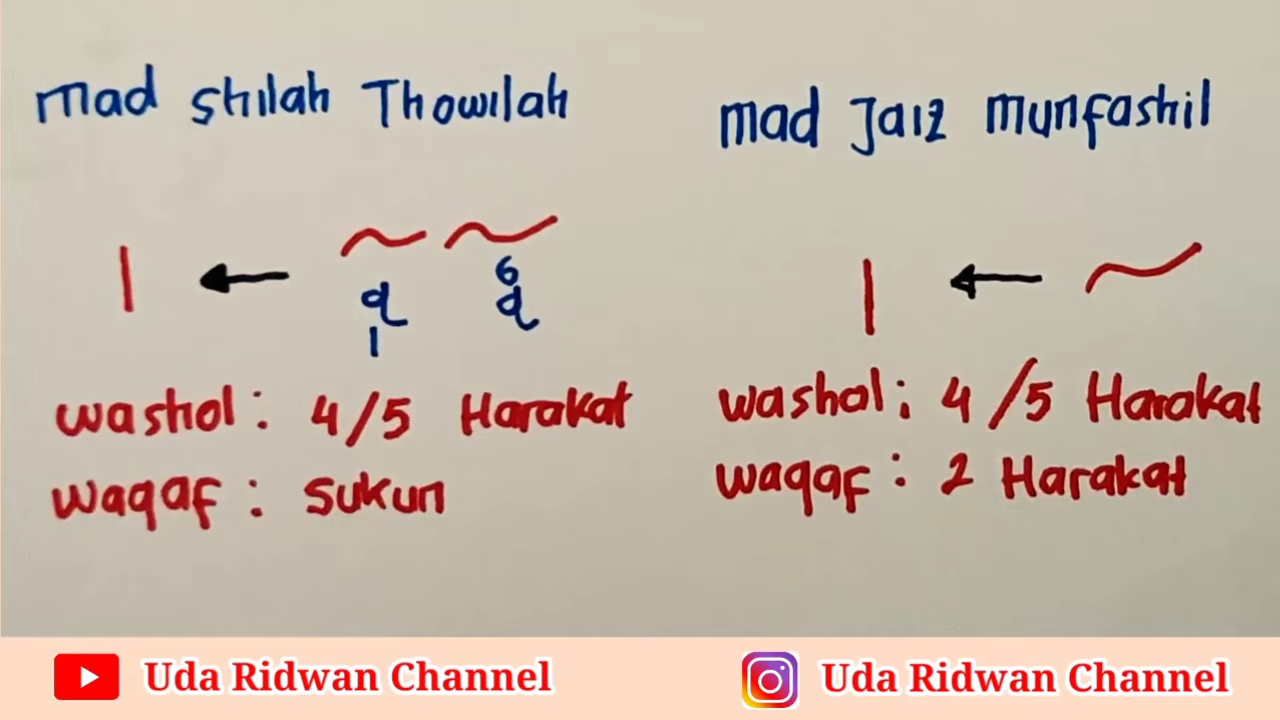 mad shilah Thowilah
mad Jaiz munfashil
ا ← ~ ~
هٖ هٗ
ا ← ~
washol : 4/5 Harakat
waqaf : sukun
washol : 4/5 Harakat
waqaf : 2 Harakat
Uda Ridwan Channel
Uda Ridwan Channel